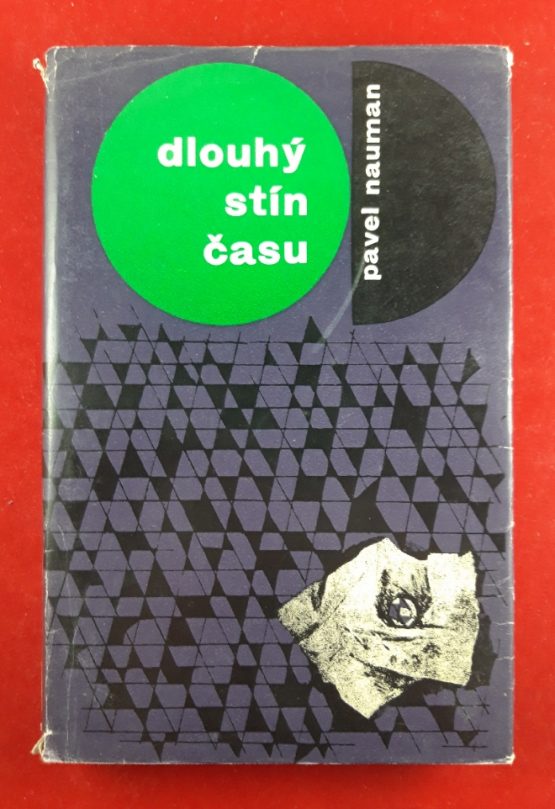 dlouhý
stín
času
pavel nauman